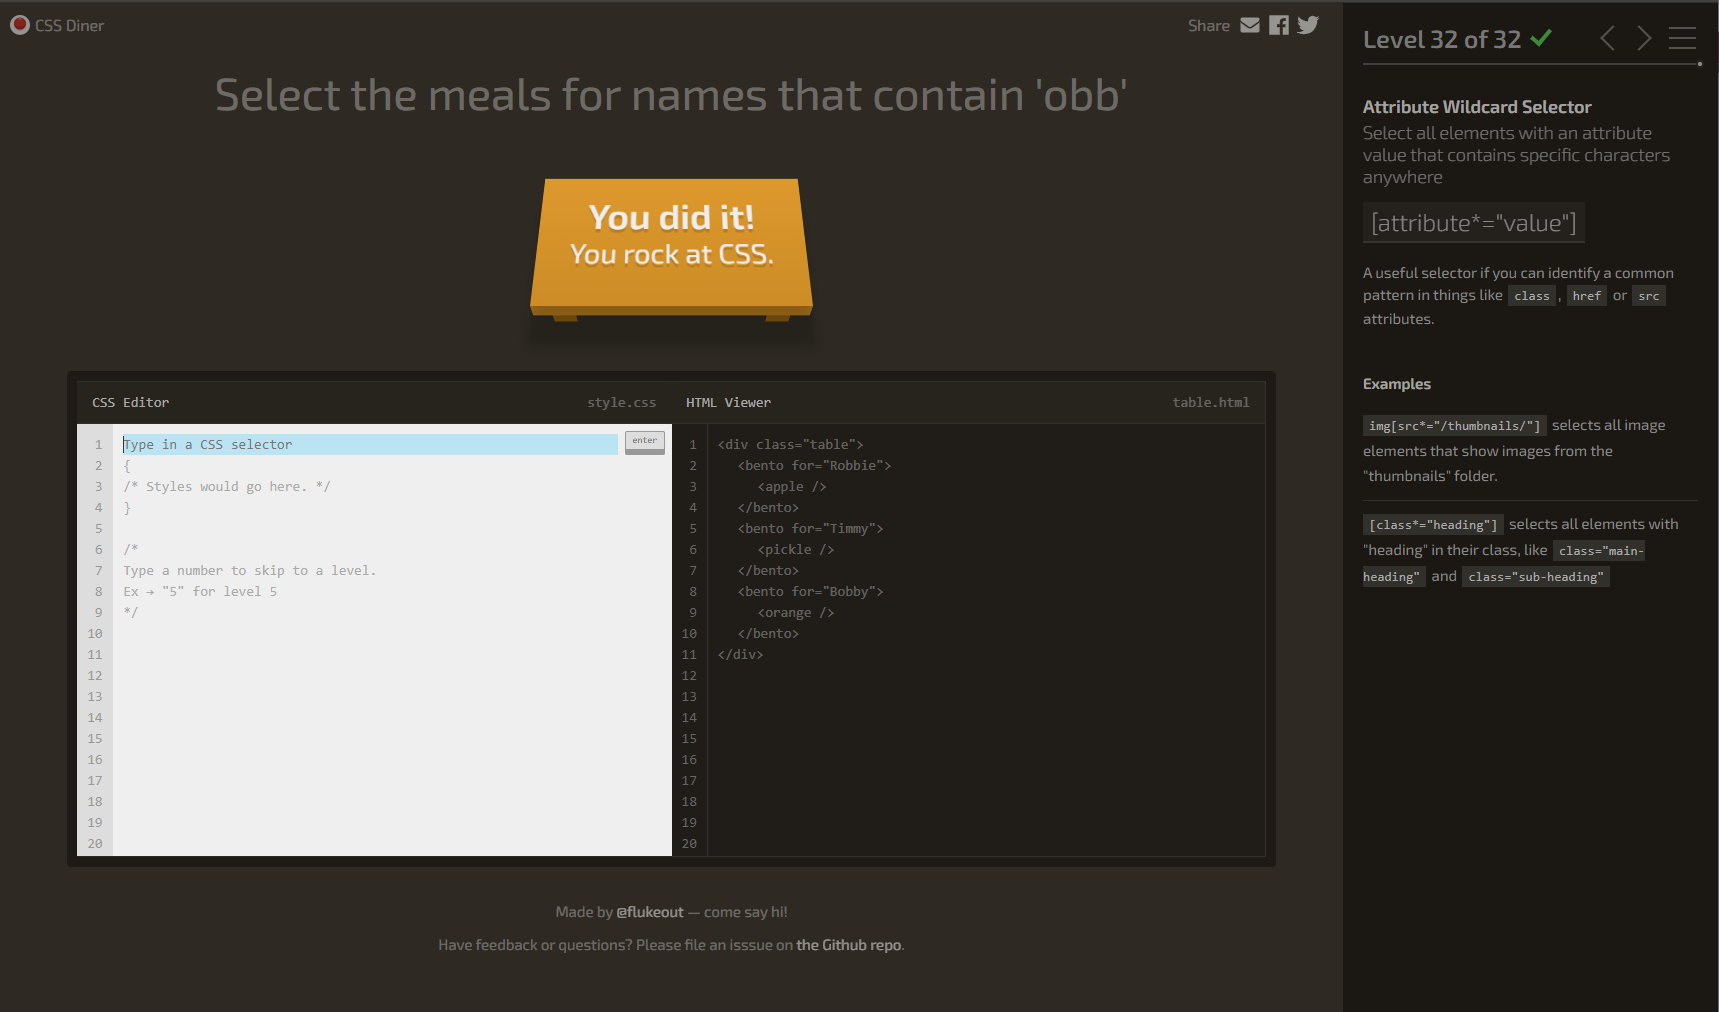 CSS Diner
Share
Select the meals for names that contain 'obb'
You did it!
You rock at CSS.
CSS Editor
style.css
HTML Viewer
table.html
1 Type in a CSS selector
enter
2 {
3 /* Styles would go here. */
4 }
5
6 /*
7 Type a number to skip to a level.
8 Ex → "5" for level 5
9 */
10
11
12
13
14
15
16
17
18
19
20
1 <div class="table">
2 <bento for="Robbie">
3 <apple />
4 </bento>
5 <bento for="Timmy">
6 <pickle />
7 </bento>
8 <bento for="Bobby">
9 <orange />
10 </bento>
11 </div>
12
13
14
15
16
17
18
19
20
Made by @flukeout — come say hi!
Have feedback or questions? Please file an isssue on the Github repo.
Level 32 of 32
Attribute Wildcard Selector
Select all elements with an attribute
value that contains specific characters
anywhere
[attribute*="value"]
A useful selector if you can identify a common
pattern in things like class , href or src
attributes.
Examples
img[src*="/thumbnails/"] selects all image
elements that show images from the
"thumbnails" folder.
[class*="heading"] selects all elements with
"heading" in their class, like class="main-
heading" and class="sub-heading"